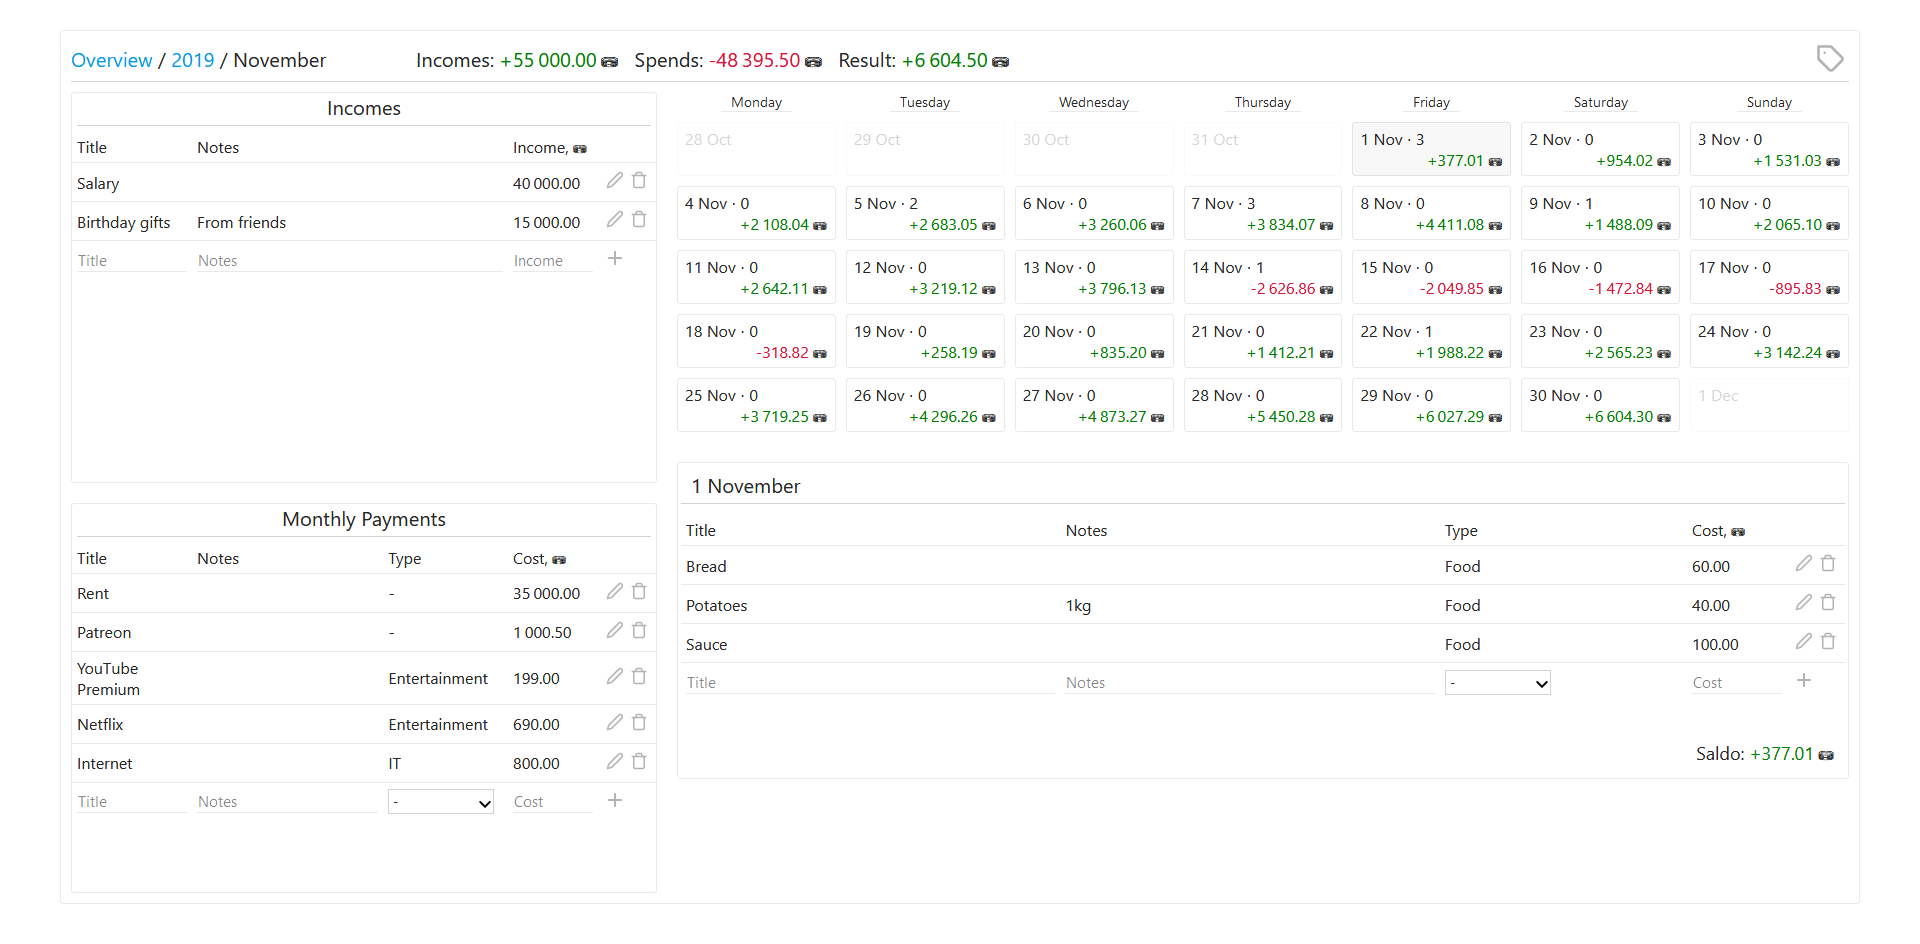 Overview / 2019 / November Incomes: +55 000.00 Spends: -48 395.50 Result: +6 604.50
Incomes
Title Notes Income,
Salary 40 000.00
Birthday gifts From friends 15 000.00
Title Notes Income
Monthly Payments
Title Notes Type Cost,
Rent - 35 000.00
Patreon - 1 000.50
YouTube
Premium Entertainment 199.00
Netflix Entertainment 690.00
Internet IT 800.00
Title Notes - Cost
Monday Tuesday Wednesday Thursday Friday Saturday Sunday
28 Oct 29 Oct 30 Oct 31 Oct 1 Nov · 3 2 Nov · 0 3 Nov · 0
+377.01 +954.02 +1 531.03
4 Nov · 0 5 Nov · 2 6 Nov · 0 7 Nov · 3 8 Nov · 0 9 Nov · 1 10 Nov · 0
+2 108.04 +2 683.05 +3 260.06 +3 834.07 +4 411.08 +1 488.09 +2 065.10
11 Nov · 0 12 Nov · 0 13 Nov · 0 14 Nov · 1 15 Nov · 0 16 Nov · 0 17 Nov · 0
+2 642.11 +3 219.12 +3 796.13 -2 626.86 -2 049.85 -1 472.84 -895.83
18 Nov · 0 19 Nov · 0 20 Nov · 0 21 Nov · 0 22 Nov · 1 23 Nov · 0 24 Nov · 0
-318.82 +258.19 +835.20 +1 412.21 +1 988.22 +2 565.23 +3 142.24
25 Nov · 0 26 Nov · 0 27 Nov · 0 28 Nov · 0 29 Nov · 0 30 Nov · 0 1 Dec
+3 719.25 +4 296.26 +4 873.27 +5 450.28 +6 027.29 +6 604.30
1 November
Title Notes Type Cost,
Bread Food 60.00
Potatoes 1kg Food 40.00
Sauce Food 100.00
Title Notes - Cost
Saldo: +377.01